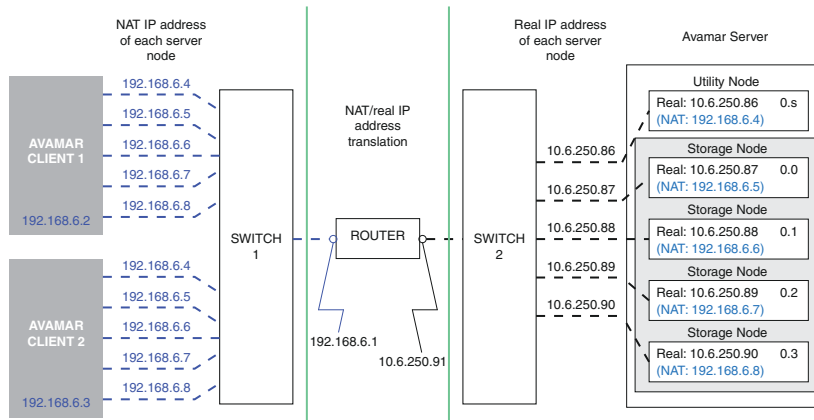 NAT IP address
of each server
node
Real IP address
of each server
node
Avamar Server
NAT/real IP
address
translation
AVAMAR
CLIENT 1
192.168.6.2
192.168.6.4
192.168.6.5
192.168.6.6
192.168.6.7
192.168.6.8
AVAMAR
CLIENT 2
192.168.6.3
192.168.6.4
192.168.6.5
192.168.6.6
192.168.6.7
192.168.6.8
SWITCH
1
ROUTER
192.168.6.1
10.6.250.91
SWITCH
2
10.6.250.86
10.6.250.87
10.6.250.88
10.6.250.89
10.6.250.90
Utility Node
Real: 10.6.250.86 0.s
(NAT: 192.168.6.4)
Storage Node
Real: 10.6.250.87 0.0
(NAT: 192.168.6.5)
Storage Node
Real: 10.6.250.88 0.1
(NAT: 192.168.6.6)
Storage Node
Real: 10.6.250.89 0.2
(NAT: 192.168.6.7)
Storage Node
Real: 10.6.250.90 0.3
(NAT: 192.168.6.8)